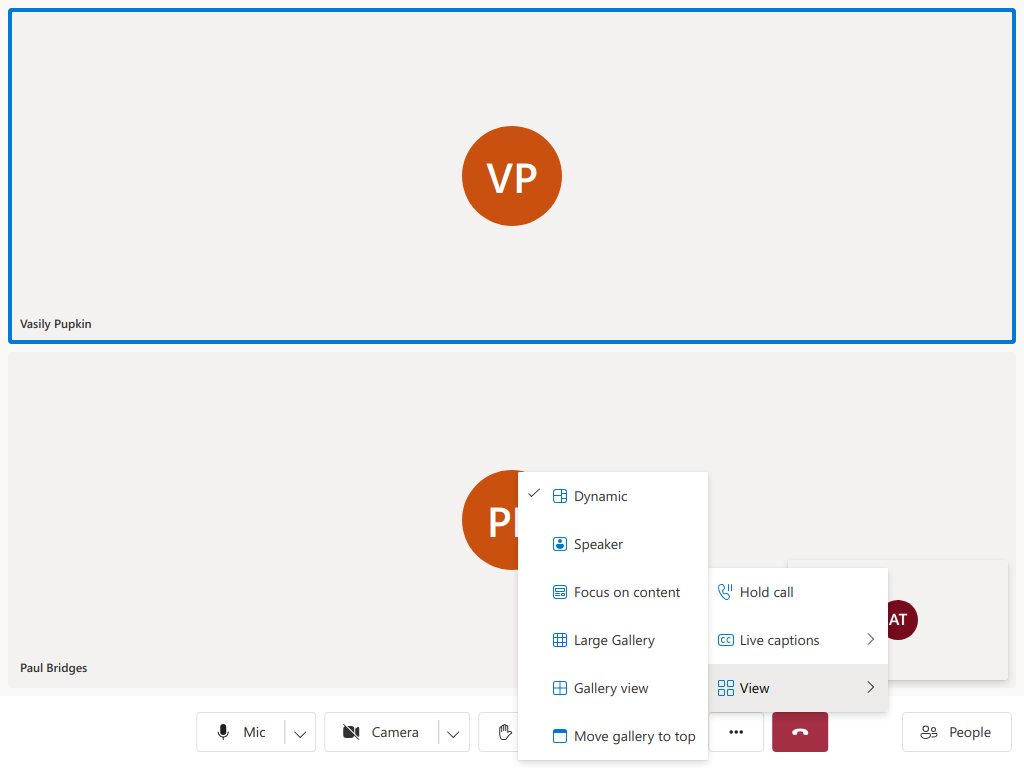 VP
Vasily Pupkin
Paul Bridges
AT
Dynamic
Speaker
Focus on content
Large Gallery
Gallery view
Move gallery to top
Hold call
CC Live captions
View
Mic
Camera
People